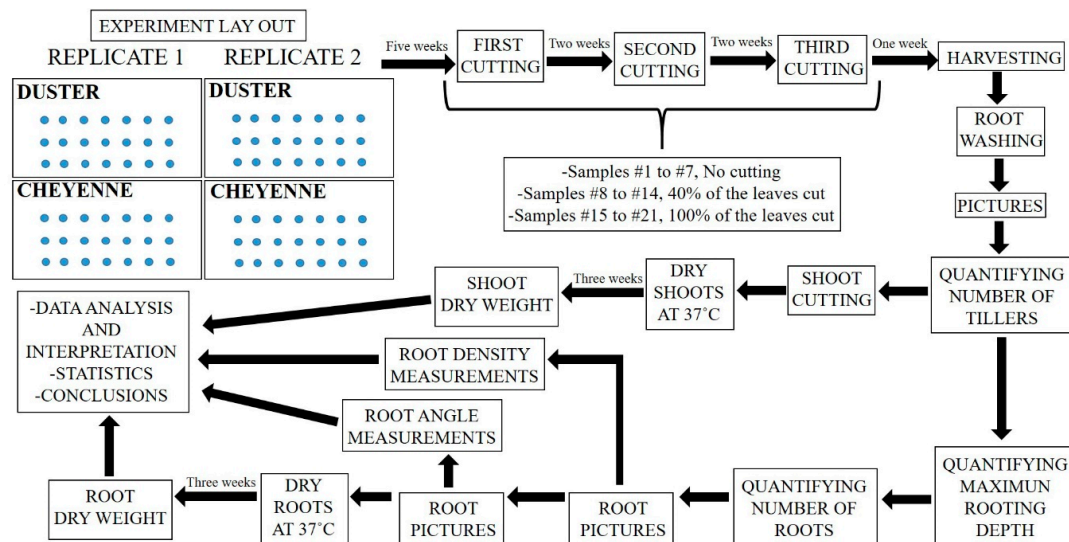 EXPERIMENT LAY OUT
REPLICATE 1
REPLICATE 2
DUSTER
DUSTER
CHEYENNE
CHEYENNE
Five weeks
FIRST
CUTTING
Two weeks
SECOND
CUTTING
Two weeks
THIRD
CUTTING
One week
HARVESTING
-Samples #1 to #7, No cutting
-Samples #8 to #14, 40% of the leaves cut
-Samples #15 to #21, 100% of the leaves cut
ROOT
WASHING
PICTURES
QUANTIFYING
NUMBER OF
TILLERS
SHOOT
CUTTING
DRY
SHOOTS
AT 37˚C
Three weeks
SHOOT
DRY WEIGHT
QUANTIFYING
MAXIMUN
ROOTING
DEPTH
QUANTIFYING
NUMBER OF
ROOTS
ROOT
PICTURES
ROOT DENSITY
MEASUREMENTS
ROOT
PICTURES
ROOT ANGLE
MEASUREMENTS
DRY
ROOTS
AT 37˚C
Three weeks
ROOT
DRY WEIGHT
-DATA ANALYSIS
AND
INTERPRETATION
-STATISTICS
-CONCLUSIONS